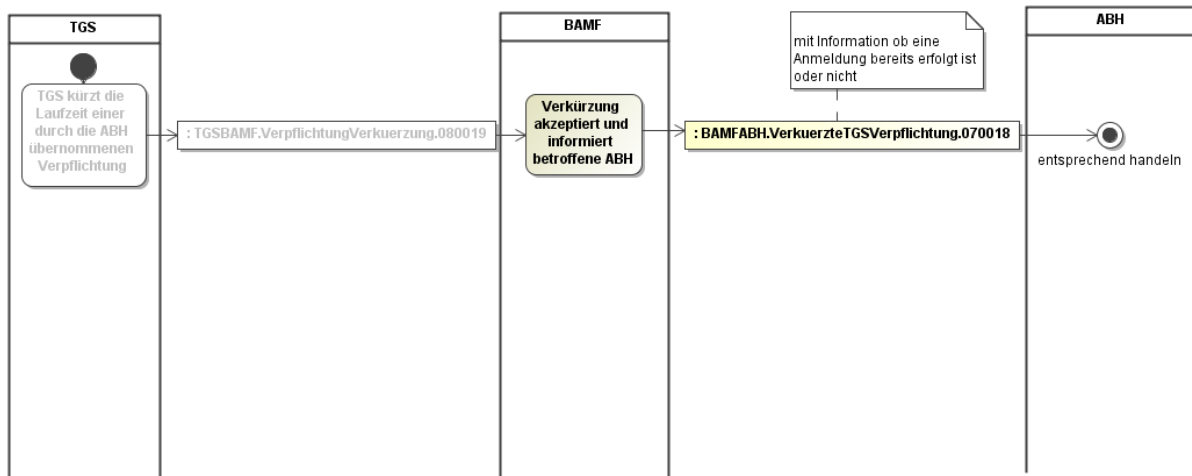 TGS
BAMF
ABH
mit Information ob eine
Anmeldung bereits erfolgt ist
oder nicht
TGS kürzt die
Laufzeit einer
durch die ABH
übernommenen
Verpflichtung
: TGSBAMF.VerpflichtungVerkuerzung.080019
Verkürzung
akzeptiert und
informiert
betroffene ABH
: BAMFABH.VerkuerzteTGSVerpflichtung.070018
entsprechend handeln